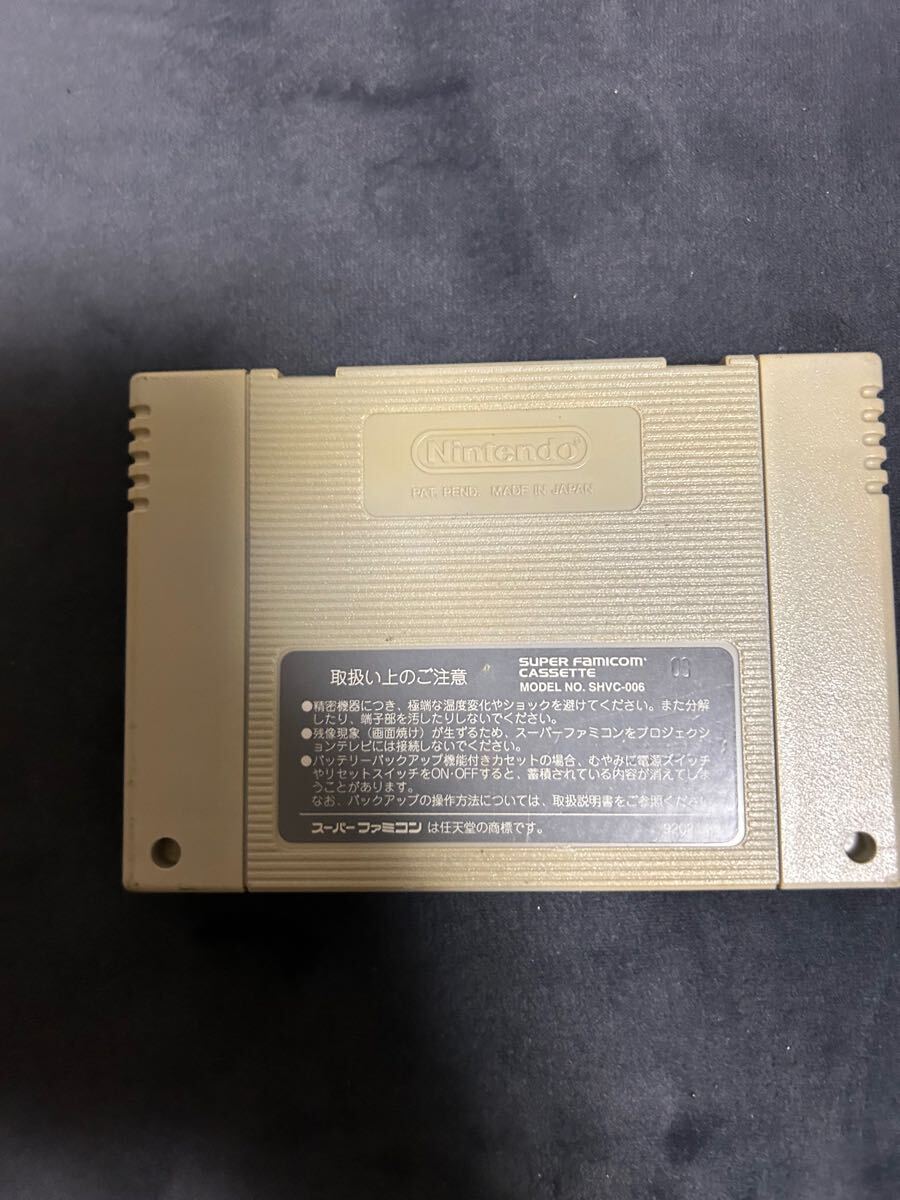 Nintendo®
PAT. PEND. MADE IN JAPAN
取扱い上のご注意
SUPER FAMICOM
CASSETTE
MODEL NO. SHVC-006
●精密機器につき、極端な温度変化やショックを避けてください。また分解
したり、端子部を汚したりしないでください。
●残像現象（画面焼け）が生ずるため、スーパーファミコンをプロジェクシ
ョンテレビには接続しないでください。
●バッテリーバックアップ機能付きカセットの場合、むやみに電源スイッチ
やリセットスイッチをON·OFFすると、蓄積されている内容が消えてしま
うことがあります。
なお、バックアップの操作方法については、取扱説明書をご参照ください
スーパーファミコンは任天堂の商標です。